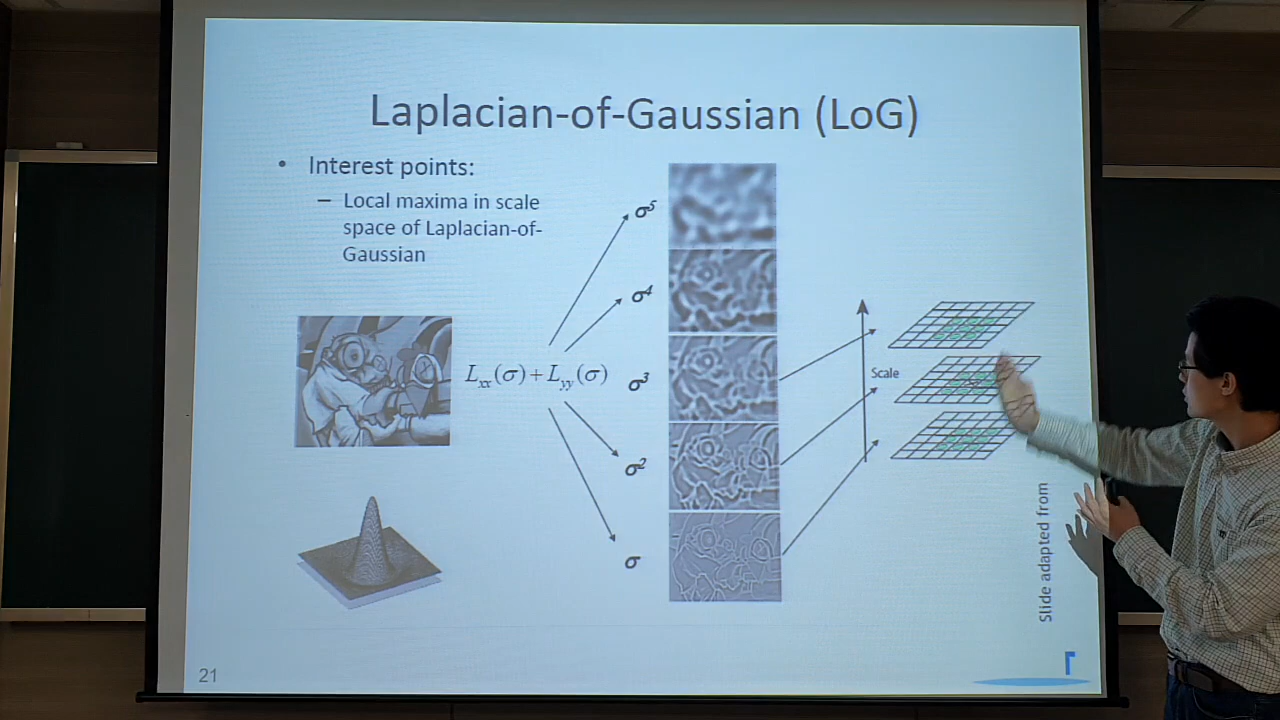 Laplacian-of-Gaussian (LoG)
• Interest points:
– Local maxima in scale
space of Laplacian-of-
Gaussian
σ⁵
σ⁴
Lxx(σ) + Lyy(σ)
σ³
σ²
σ
Scale
Slide adapted from
21